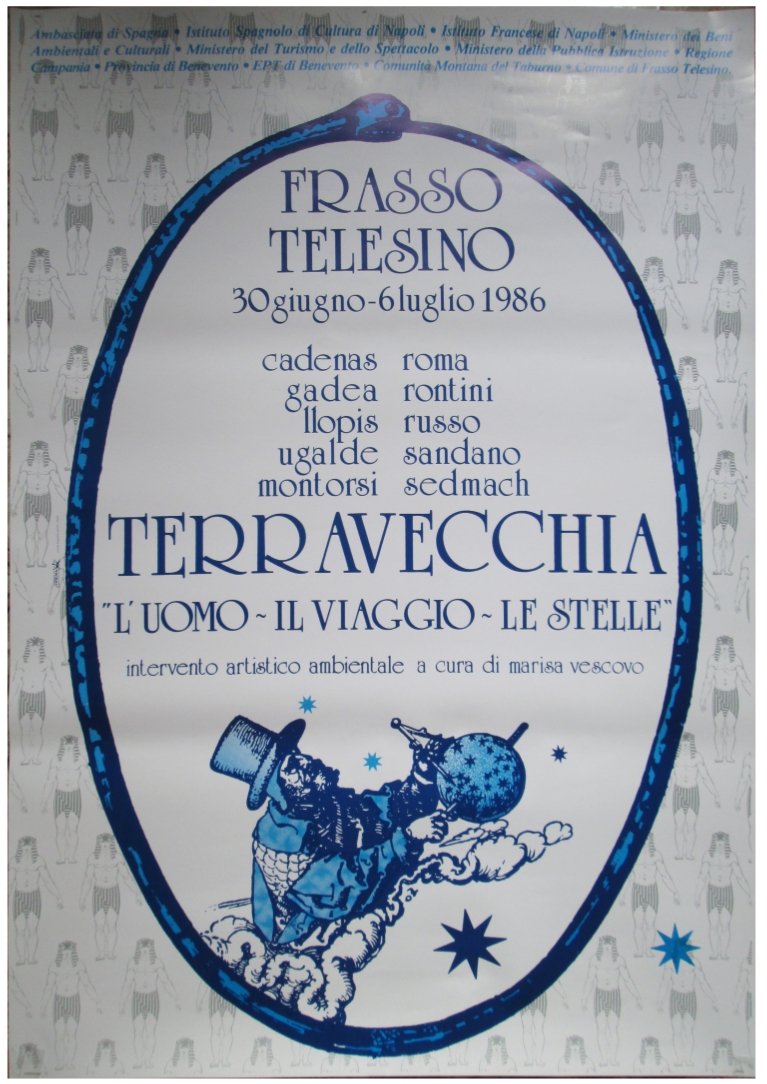 Ambasciata di Spagna • Istituto Spagnolo di Cultura di Napoli • Istituto Francese di Napoli • Ministero dei Beni
Ambientali e Culturali • Ministero del Turismo e dello Spettacolo • Ministero della Pubblica Istruzione • Regione
Campania • Provincia di Benevento • EPT di Benevento • Comunità Montana del Taburno • Comune di Frasso Telesino.
FRASSO
TELESINO
30 giugno-6 luglio 1986
cadenas roma
gadea rontini
llopis russo
ugalde sandano
montorsi sedmach
TERRAVECCHIA
"L'UOMO ~ IL VIAGGIO ~ LE STELLE"
intervento artistico ambientale a cura di marisa vescovo